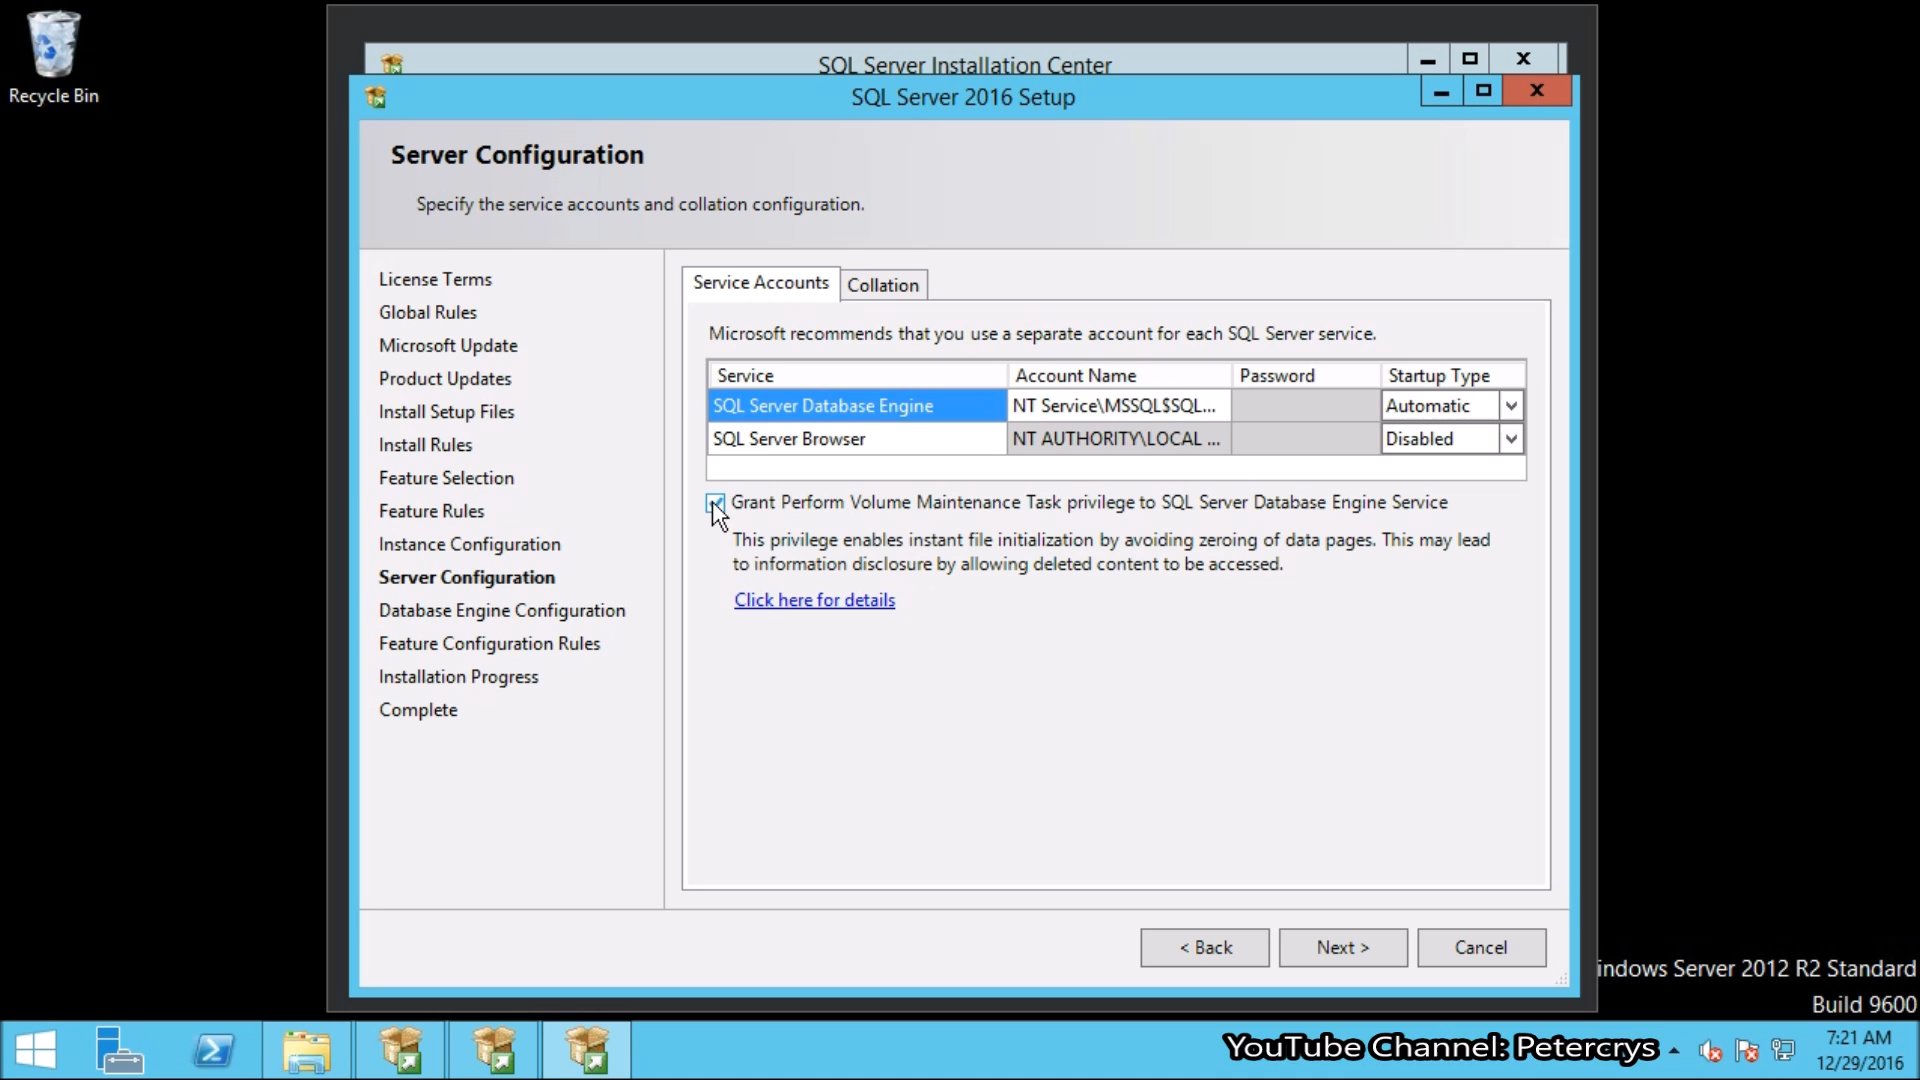 Recycle Bin
SQL Server Installation Center
SQL Server 2016 Setup
Server Configuration
Specify the service accounts and collation configuration.
License Terms
Global Rules
Microsoft Update
Product Updates
Install Setup Files
Install Rules
Feature Selection
Feature Rules
Instance Configuration
Server Configuration
Database Engine Configuration
Feature Configuration Rules
Installation Progress
Complete
Service Accounts Collation
Microsoft recommends that you use a separate account for each SQL Server service.
Service Account Name Password Startup Type
SQL Server Database Engine NT Service\MSSQL$SQL... Automatic
SQL Server Browser NT AUTHORITY\LOCAL ... Disabled
Grant Perform Volume Maintenance Task privilege to SQL Server Database Engine Service
This privilege enables instant file initialization by avoiding zeroing of data pages. This may lead
to information disclosure by allowing deleted content to be accessed.
Click here for details
< Back Next > Cancel
indows Server 2012 R2 Standard
Build 9600
YouTube Channel: Petercrys
7:21 AM
12/29/2016